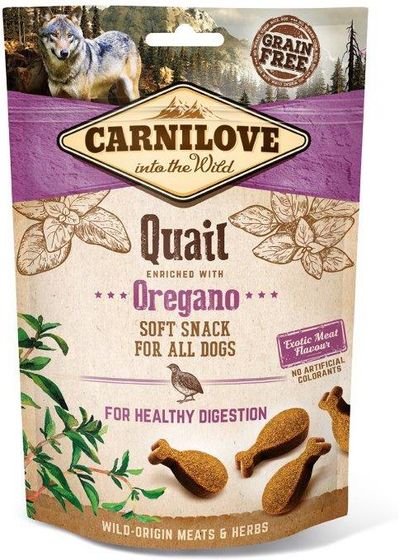 GRAIN
FREE
CARNILOVE
into the Wild
Quail
ENRICHED WITH
Oregano
SOFT SNACK
FOR ALL DOGS
Exotic Meat
Flavour
NO ARTIFICIAL
COLORANTS
FOR HEALTHY DIGESTION
WILD-ORIGIN MEATS & HERBS